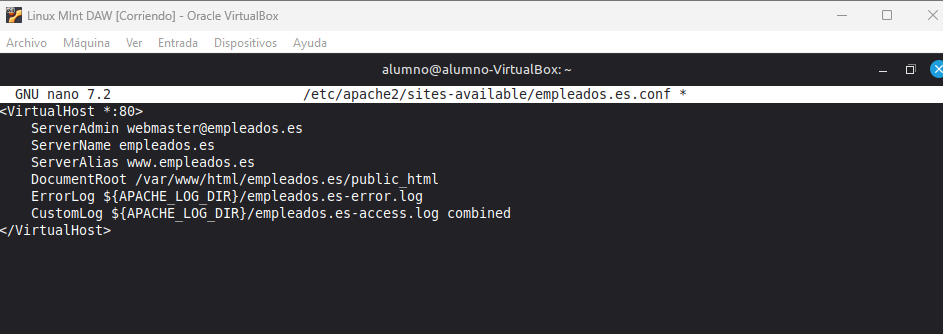 Linux MInt DAW [Corriendo] - Oracle VirtualBox
Archivo Máquina Ver Entrada Dispositivos Ayuda
alumno@alumno-VirtualBox: ~
GNU nano 7.2 /etc/apache2/sites-available/empleados.es.conf *
<VirtualHost *:80>
    ServerAdmin webmaster@empleados.es
    ServerName empleados.es
    ServerAlias www.empleados.es
    DocumentRoot /var/www/html/empleados.es/public_html
    ErrorLog ${APACHE_LOG_DIR}/empleados.es-error.log
    CustomLog ${APACHE_LOG_DIR}/empleados.es-access.log combined
</VirtualHost>